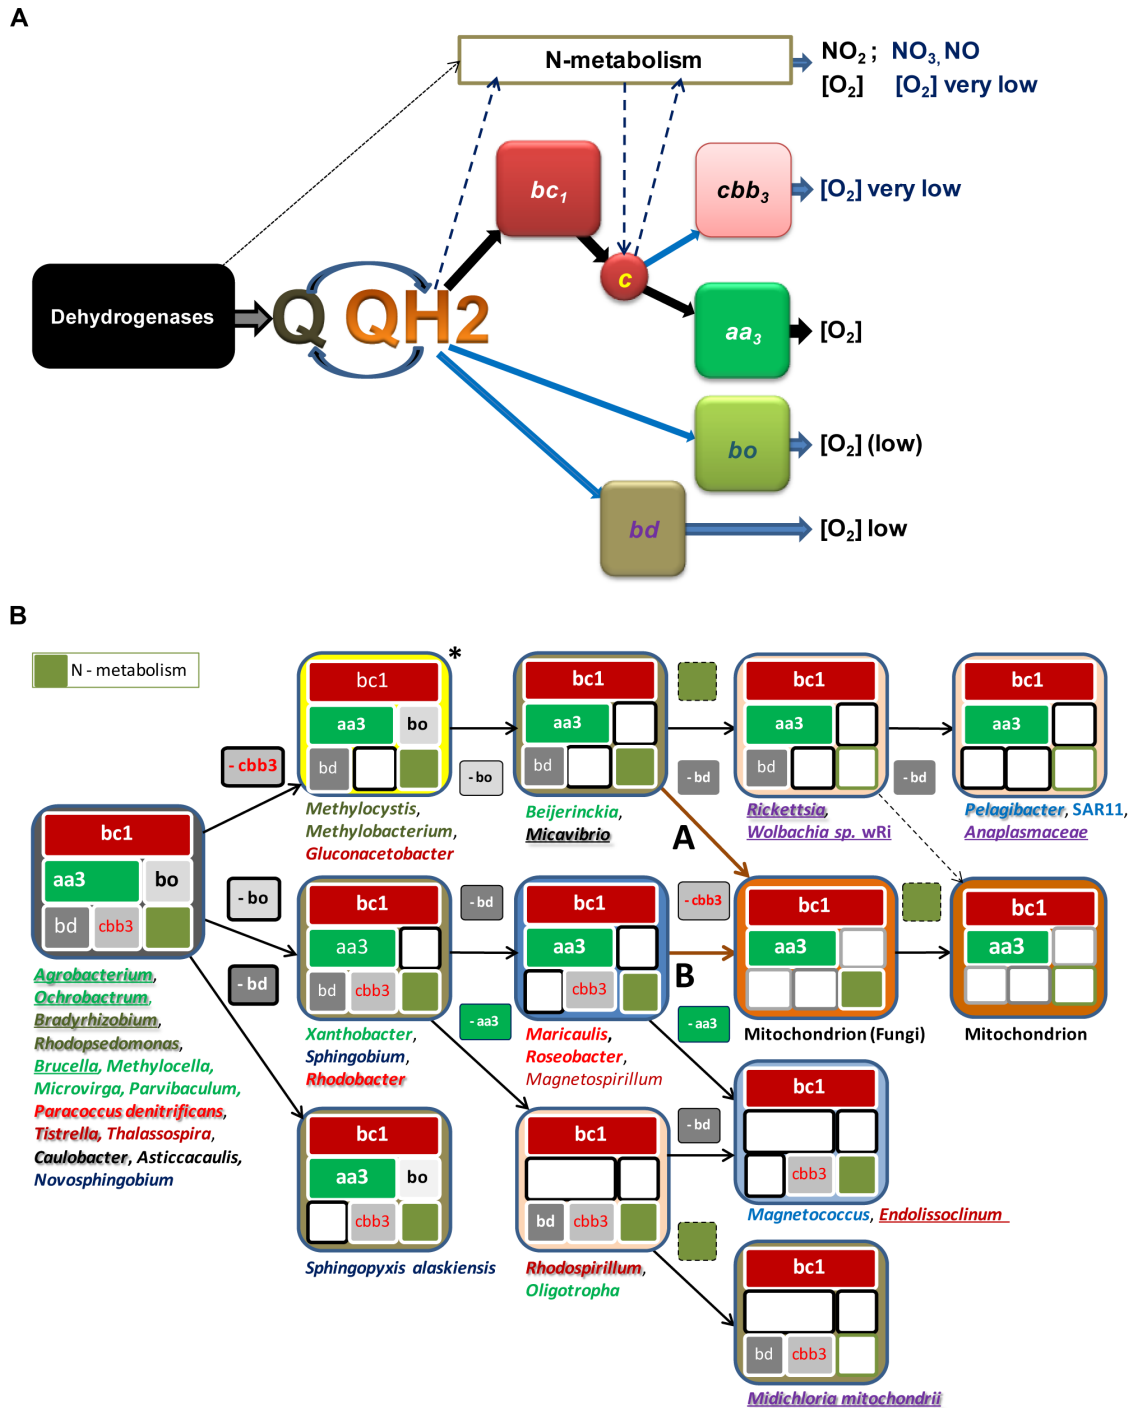 A
N-metabolism
NO2 ; NO3, NO
[O2] [O2] very low
bc1
cbb3
[O2] very low
c
Dehydrogenases
Q QH2
aa3
[O2]
bo
[O2] (low)
bd
[O2] low
B
N - metabolism
*
bc1
aa3
bo
bd
bc1
aa3
bd
bc1
aa3
bd
bc1
aa3
- cbb3
- bo
- bd
- bd
Methylocystis,
Methylobacterium,
Gluconacetobacter
Beijerinckia,
Micavibrio
Rickettsia,
Wolbachia sp. wRi
Pelagibacter, SAR11,
Anaplasmaceae
A
bc1
aa3
bo
bd
cbb3
- bo
- bd
bc1
aa3
bd
cbb3
- bd
- aa3
bc1
aa3
cbb3
- cbb3
B
- aa3
bc1
aa3
bc1
aa3
Agrobacterium,
Ochrobactrum,
Bradyrhizobium,
Rhodopsedomonas,
Brucella, Methylocella,
Microvirga, Parvibaculum,
Paracoccus denitrificans,
Tistrella, Thalassospira,
Caulobacter, Asticcacaulis,
Novosphingobium
Xanthobacter,
Sphingobium,
Rhodobacter
Maricaulis,
Roseobacter,
Magnetospirillum
Mitochondrion (Fungi)
Mitochondrion
bc1
aa3
bo
cbb3
Sphingopyxis alaskiensis
bc1
bd
cbb3
Rhodospirillum,
Oligotropha
- bd
bc1
cbb3
Magnetococcus, Endolissoclinum
bc1
bd
cbb3
Midichloria mitochondrii